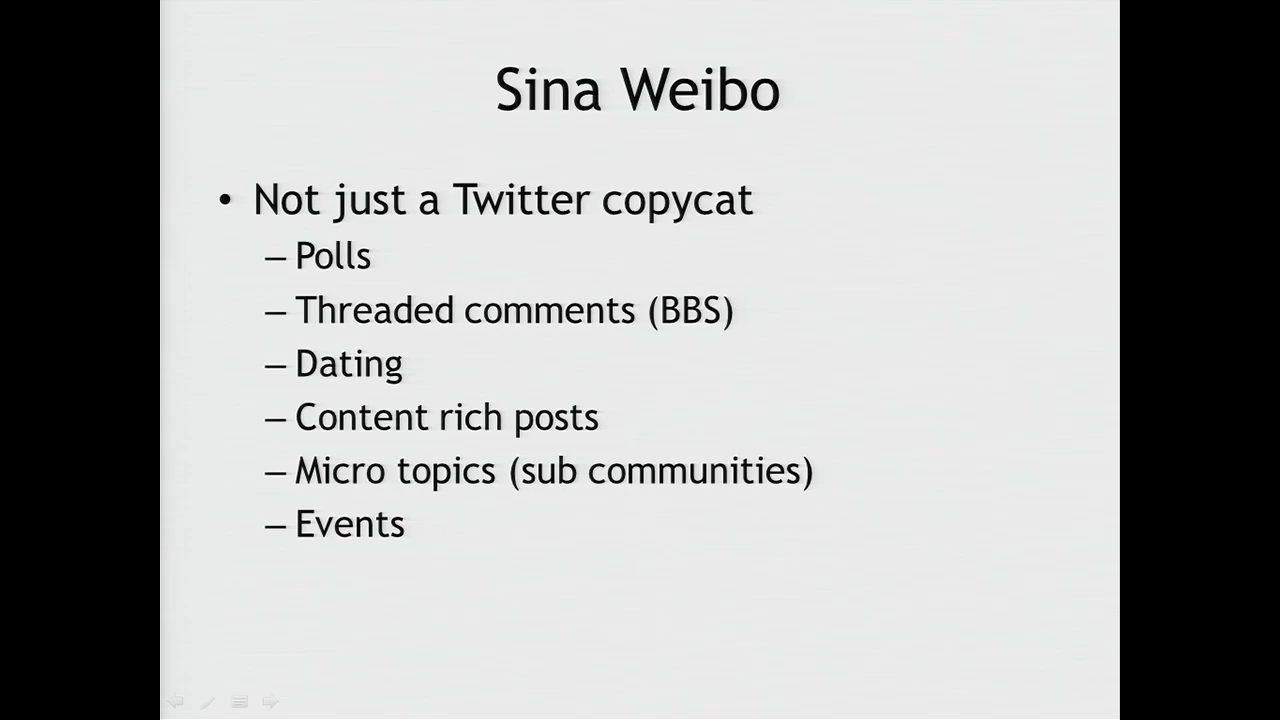 Sina Weibo
• Not just a Twitter copycat
– Polls
– Threaded comments (BBS)
– Dating
– Content rich posts
– Micro topics (sub communities)
– Events